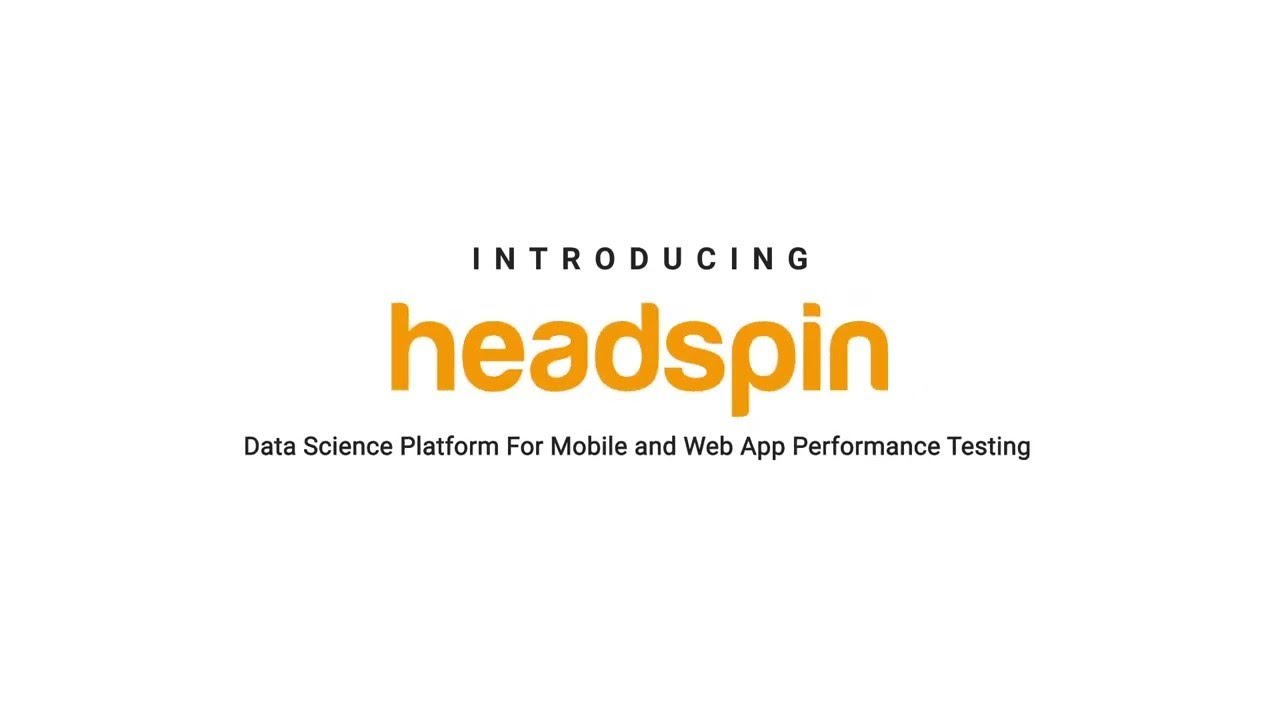 INTRODUCING
headspin
Data Science Platform For Mobile and Web App Performance Testing